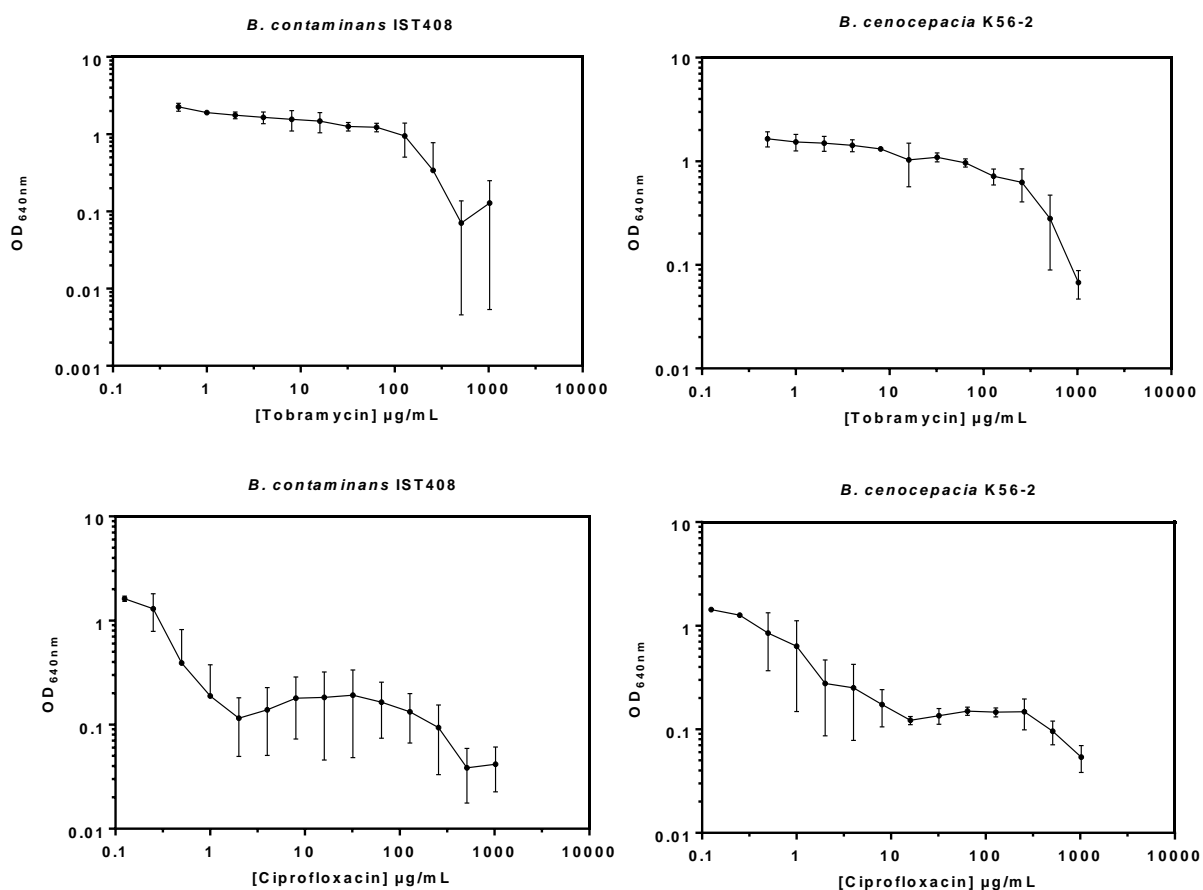 B. contaminans IST408
10
1
0.1
0.01
0.001
OD640nm
0.1 1 10 100 1000 10000
[Tobramycin] µg/mL
B. cenocepacia K56-2
10
1
0.1
0.01
OD640nm
0.1 1 10 100 1000 10000
[Tobramycin] µg/mL
B. contaminans IST408
10
1
0.1
0.01
OD640nm
0.1 1 10 100 1000 10000
[Ciprofloxacin] µg/mL
B. cenocepacia K56-2
10
1
0.1
0.01
OD640nm
0.1 1 10 100 1000 10000
[Ciprofloxacin] µg/mL